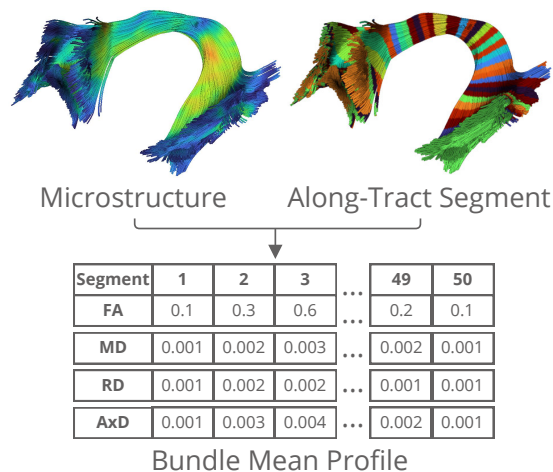 Microstructure Along-Tract Segment
Segment 1 2 3 ... 49 50
FA 0.1 0.3 0.6 ... 0.2 0.1
MD 0.001 0.002 0.003 ... 0.002 0.001
RD 0.001 0.002 0.002 ... 0.001 0.001
AxD 0.001 0.003 0.004 ... 0.002 0.001
Bundle Mean Profile